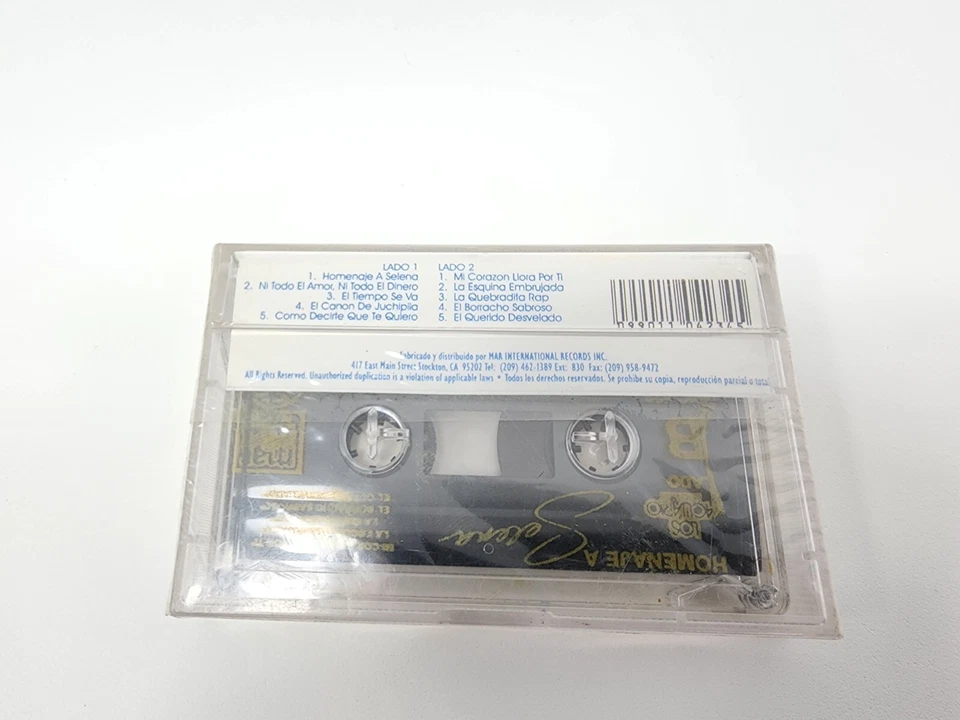 LADO 1
1. Homenaje A Selena
2. Ni Todo El Amor, Ni Todo El Dinero
3. El Tiempo Se Va
4. El Canon De Juchipila
5. Como Decirte Que Te Quiero
LADO 2
1. Mi Corazon Llora Por Ti
2. La Esquina Embrujada
3. La Quebradita Rap
4. El Borracho Sabroso
5. El Querido Desvelado
Fabricado y distribuido por MAR INTERNATIONAL RECORDS INC.
417 East Main Street Stockton, CA 95202 Tel: (209) 462-1389 Ext: 830 Fax: (209) 958-9472
All Rights Reserved. Unauthorized duplication is a violation of applicable laws • Todos los derechos reservados. Se prohibe su copia, reproducción parcial o total
HOMENAJE A
Selena
LOS
B
mar